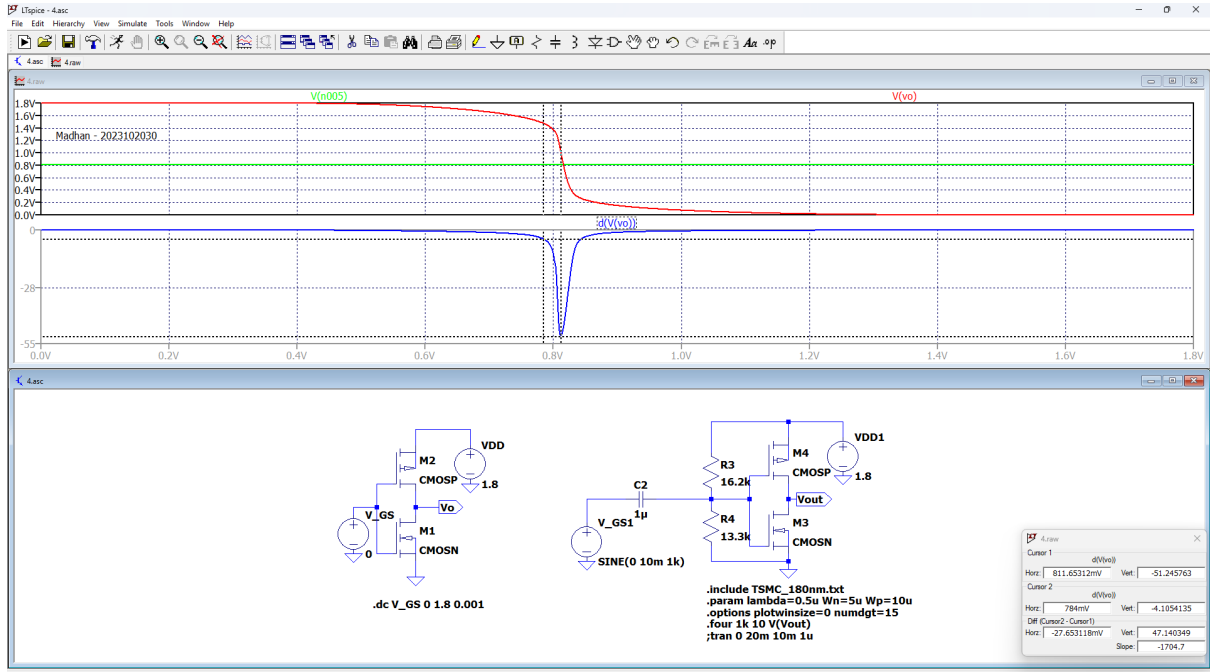 LTspice - 4.asc
File Edit Hierarchy View Simulate Tools Window Help
4.asc 4.raw
4.raw
V(n005) V(vo)
1.8V
1.6V
1.4V
1.2V
1.0V
0.8V
0.6V
0.4V
0.2V
0.0V
Madhan - 2023102030
d(V(vo))
0
-28
-55
0.0V 0.2V 0.4V 0.6V 0.8V 1.0V 1.2V 1.4V 1.6V 1.8V
4.asc
VDD
M2
CMOSP
1.8
V_GS
Vo
M1
CMOSN
0
.dc V_GS 0 1.8 0.001
VDD1
M4
R3
16.2k
CMOSP
1.8
C2
1µ
V_GS1
Vout
R4
13.3k
M3
CMOSN
SINE(0 10m 1k)
.include TSMC_180nm.txt
.param lambda=0.5u Wn=5u Wp=10u
.options plotwinsize=0 numdgt=15
.four 1k 10 V(Vout)
;tran 0 20m 10m 1u
4.raw
Cursor 1
d(V(vo))
Horz: 811.65312mV Vert: -51.245763
Cursor 2
d(V(vo))
Horz: 784mV Vert: -4.1054135
Diff (Cursor2 - Cursor1)
Horz: -27.653118mV Vert: 47.140349
Slope: -1704.7